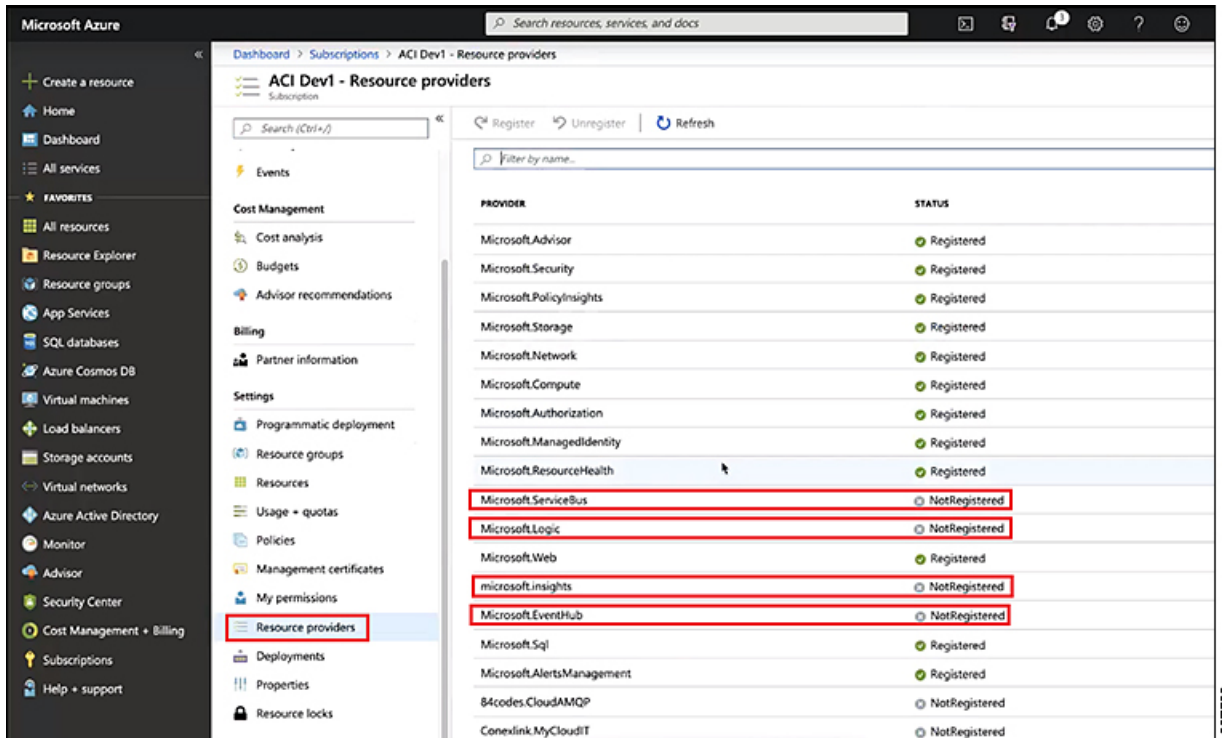 Microsoft Azure
Search resources, services, and docs
3
?
«
Create a resource
Home
Dashboard
All services
FAVORITES
All resources
Resource Explorer
Resource groups
App Services
SQL databases
Azure Cosmos DB
Virtual machines
Load balancers
Storage accounts
Virtual networks
Azure Active Directory
Monitor
Advisor
Security Center
Cost Management + Billing
Subscriptions
Help + support
Dashboard > Subscriptions > ACI Dev1 - Resource providers
ACI Dev1 - Resource providers
Subscription
Search (Ctrl+/)
«
Events
Cost Management
Cost analysis
Budgets
Advisor recommendations
Billing
Partner information
Settings
Programmatic deployment
Resource groups
Resources
Usage + quotas
Policies
Management certificates
My permissions
Resource providers
Deployments
Properties
Resource locks
Register Unregister Refresh
Filter by name...
PROVIDER STATUS
Microsoft.Advisor Registered
Microsoft.Security Registered
Microsoft.PolicyInsights Registered
Microsoft.Storage Registered
Microsoft.Network Registered
Microsoft.Compute Registered
Microsoft.Authorization Registered
Microsoft.ManagedIdentity Registered
Microsoft.ResourceHealth Registered
Microsoft.ServiceBus NotRegistered
Microsoft.Logic NotRegistered
Microsoft.Web Registered
microsoft.insights NotRegistered
Microsoft.EventHub NotRegistered
Microsoft.Sql Registered
Microsoft.AlertsManagement Registered
84codes.CloudAMQP NotRegistered
Conexlink.MyCloudIT NotRegistered